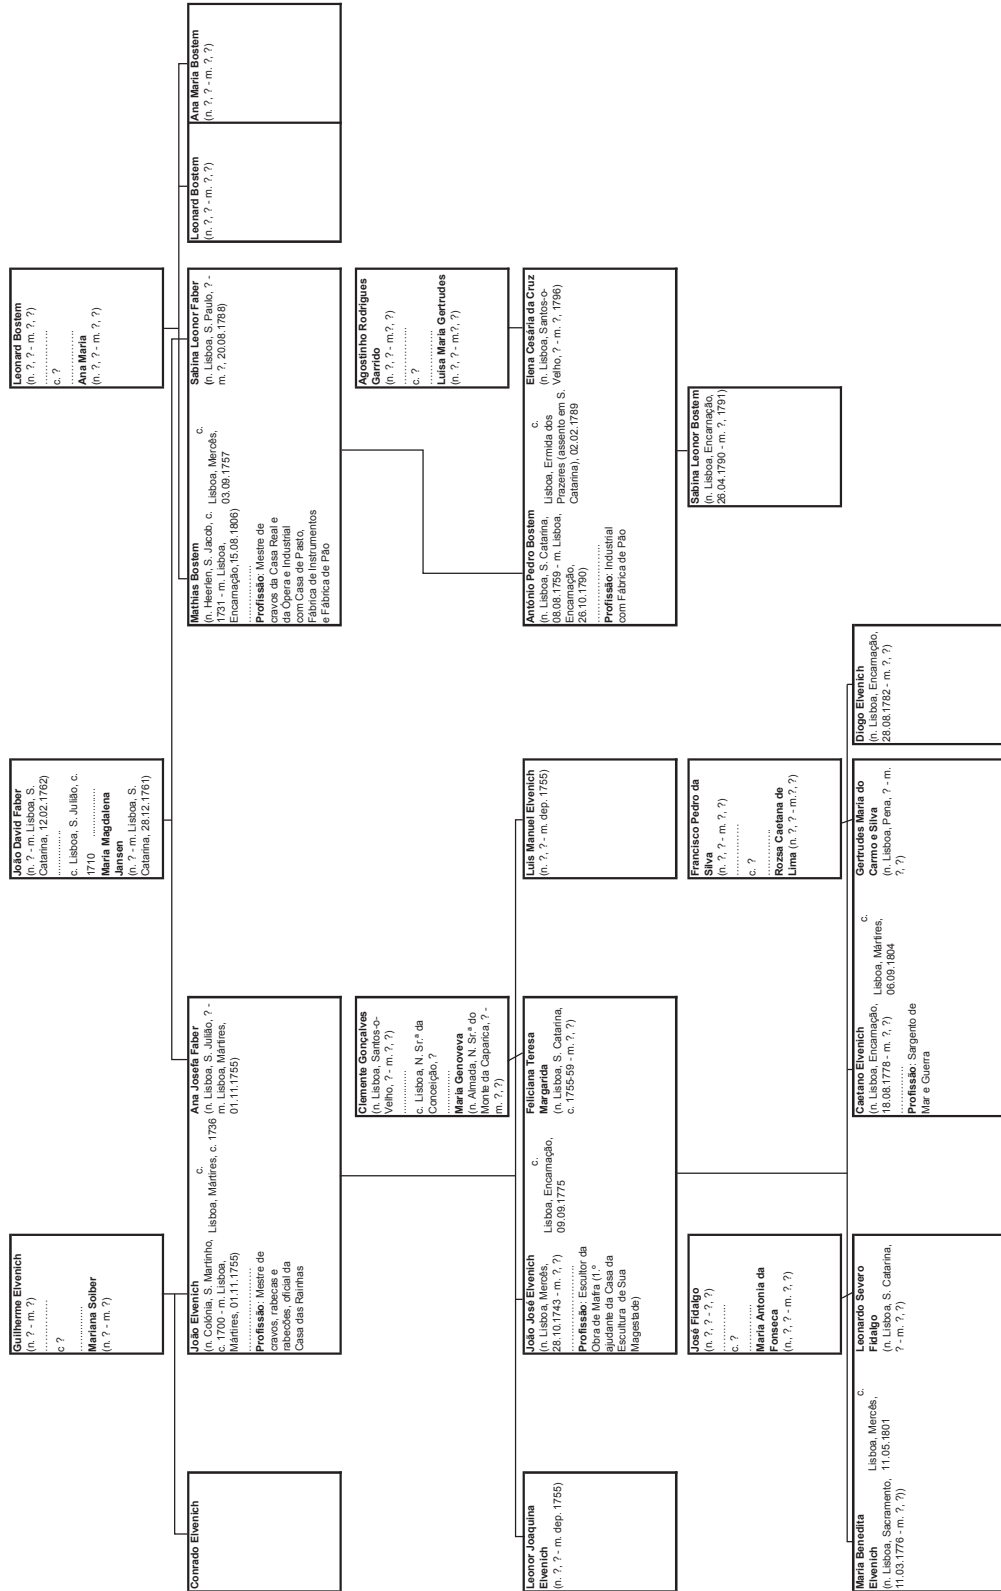 Guilherme Elvenich
(n. ? - m. ?)
.............
c ?
.............
Mariana Soiber
(n. ? - m. ?)
João David Faber
(n. ? - m. Lisboa, S.
Catarina, 12.02.1762)
.............
c. Lisboa, S. Julião, c.
1710 ................
Maria Magdalena
Jansen
(n. ? - m. Lisboa, S.
Catarina, 28.12.1761)
Leonard Bostem
(n. ?, ? - m. ?, ?)
.............
c. ?
.............
Ana Maria
(n. ?, ? - m. ?, ?)
Conrado Elvenich
João Elvenich
(n. Colónia, S. Martinho,
c. 1700 - m. Lisboa,
Mártires, 01.11.1755)
................
Profissão: Mestre de
cravos, rabecas e
rabecões, oficial da
Casa das Rainhas
c.
Lisboa, Mártires, c. 1736
Ana Josefa Faber
(n. Lisboa, S. Julião, ? -
m. Lisboa, Mártires,
01.11.1755)
Mathias Bostem
(n. Heerlen, S. Jacob, c.
1731 - m. Lisboa,
Encarnação,15.08.1806)
................
Profissão: Mestre de
cravos da Casa Real e
da Ópera e Industrial
com Casa de Pasto,
Fábrica de Instrumentos
e Fábrica de Pão
c.
Lisboa, Mercês,
03.09.1757
Sabina Leonor Faber
(n. Lisboa, S. Paulo, ? -
m. ?, 20.08.1788)
Leonard Bostem
(n. ?, ? - m. ?, ?)
Ana Maria Bostem
(n. ?, ? - m. ?, ?)
Clemente Gonçalves
(n. Lisboa, Santos-o-
Velho, ? - m. ?, ?)
.............
c. Lisboa, N. Sr.ª da
Conceição, ?
.............
Maria Genoveva
(n. Almada, N. Sr.ª do
Monte da Caparica, ? -
m. ?, ?)
Agostinho Rodrigues
Garrido
(n. ?, ? - m.?, ?)
.............
c. ?
.............
Luisa Maria Gertrudes
(n. ?, ? - m.?, ?)
Leonor Joaquina
Elvenich
(n. ?, ? - m. dep. 1755)
João José Elvenich
(n. Lisboa, Mercês,
28.10.1743 - m. ?, ?)
................
Profissão: Escultor da
Obra de Mafra (1.º
ajudante da Casa da
Escultura de Sua
Magestade)
c.
Lisboa, Encarnação,
09.09.1775
Feliciana Teresa
Margarida
(n. Lisboa, S. Catarina,
c. 1755-59 - m. ?, ?)
Luis Manuel Elvenich
(n. ?, ? - m. dep. 1755)
António Pedro Bostem
(n. Lisboa, S. Catarina,
08.08.1759 - m. Lisboa,
Encarnação,
26.10.1790)
................
Profissão: Industrial
com Fábrica de Pão
c.
Lisboa, Ermida dos
Prazeres (assento em S.
Catarina), 02.02.1789
Elena Cesária da Cruz
(n. Lisboa, Santos-o-
Velho, ? - m. ?, 1796)
José Fidalgo
(n. ?, ? - ?, ?)
.............
c. ?
.............
Maria Antonia da
Fonseca
(n. ?, ? - m. ?, ?)
Francisco Pedro da
Silva
(n. ?, ? - m. ?, ?)
.............
c. ?
.............
Rozsa Caetana de
Lima (n. ?, ? - m.?, ?)
Sabina Leonor Bostem
(n. Lisboa, Encarnação,
26.04.1790 - m. ?, 1791)
Maria Benedita
Elvenich
(n. Lisboa, Sacramento,
11.03.1776 - m. ?, ?))
c.
Lisboa, Mercês,
11.05.1801
Leonardo Severo
Fidalgo
(n. Lisboa, S. Catarina,
? - m. ?, ?)
Caetano Elvenich
(n. Lisboa, Encarnação,
18.08.1778 - m. ?, ?)
.............
Profissão: Sargento de
Mar e Guerra
c.
Lisboa, Mártires,
06.09.1804
Gertrudes Maria do
Carmo e Silva
(n. Lisboa, Pena, ? - m.
?, ?)
Diogo Elvenich
(n. Lisboa, Encarnação,
28.08.1782 - m. ?, ?)